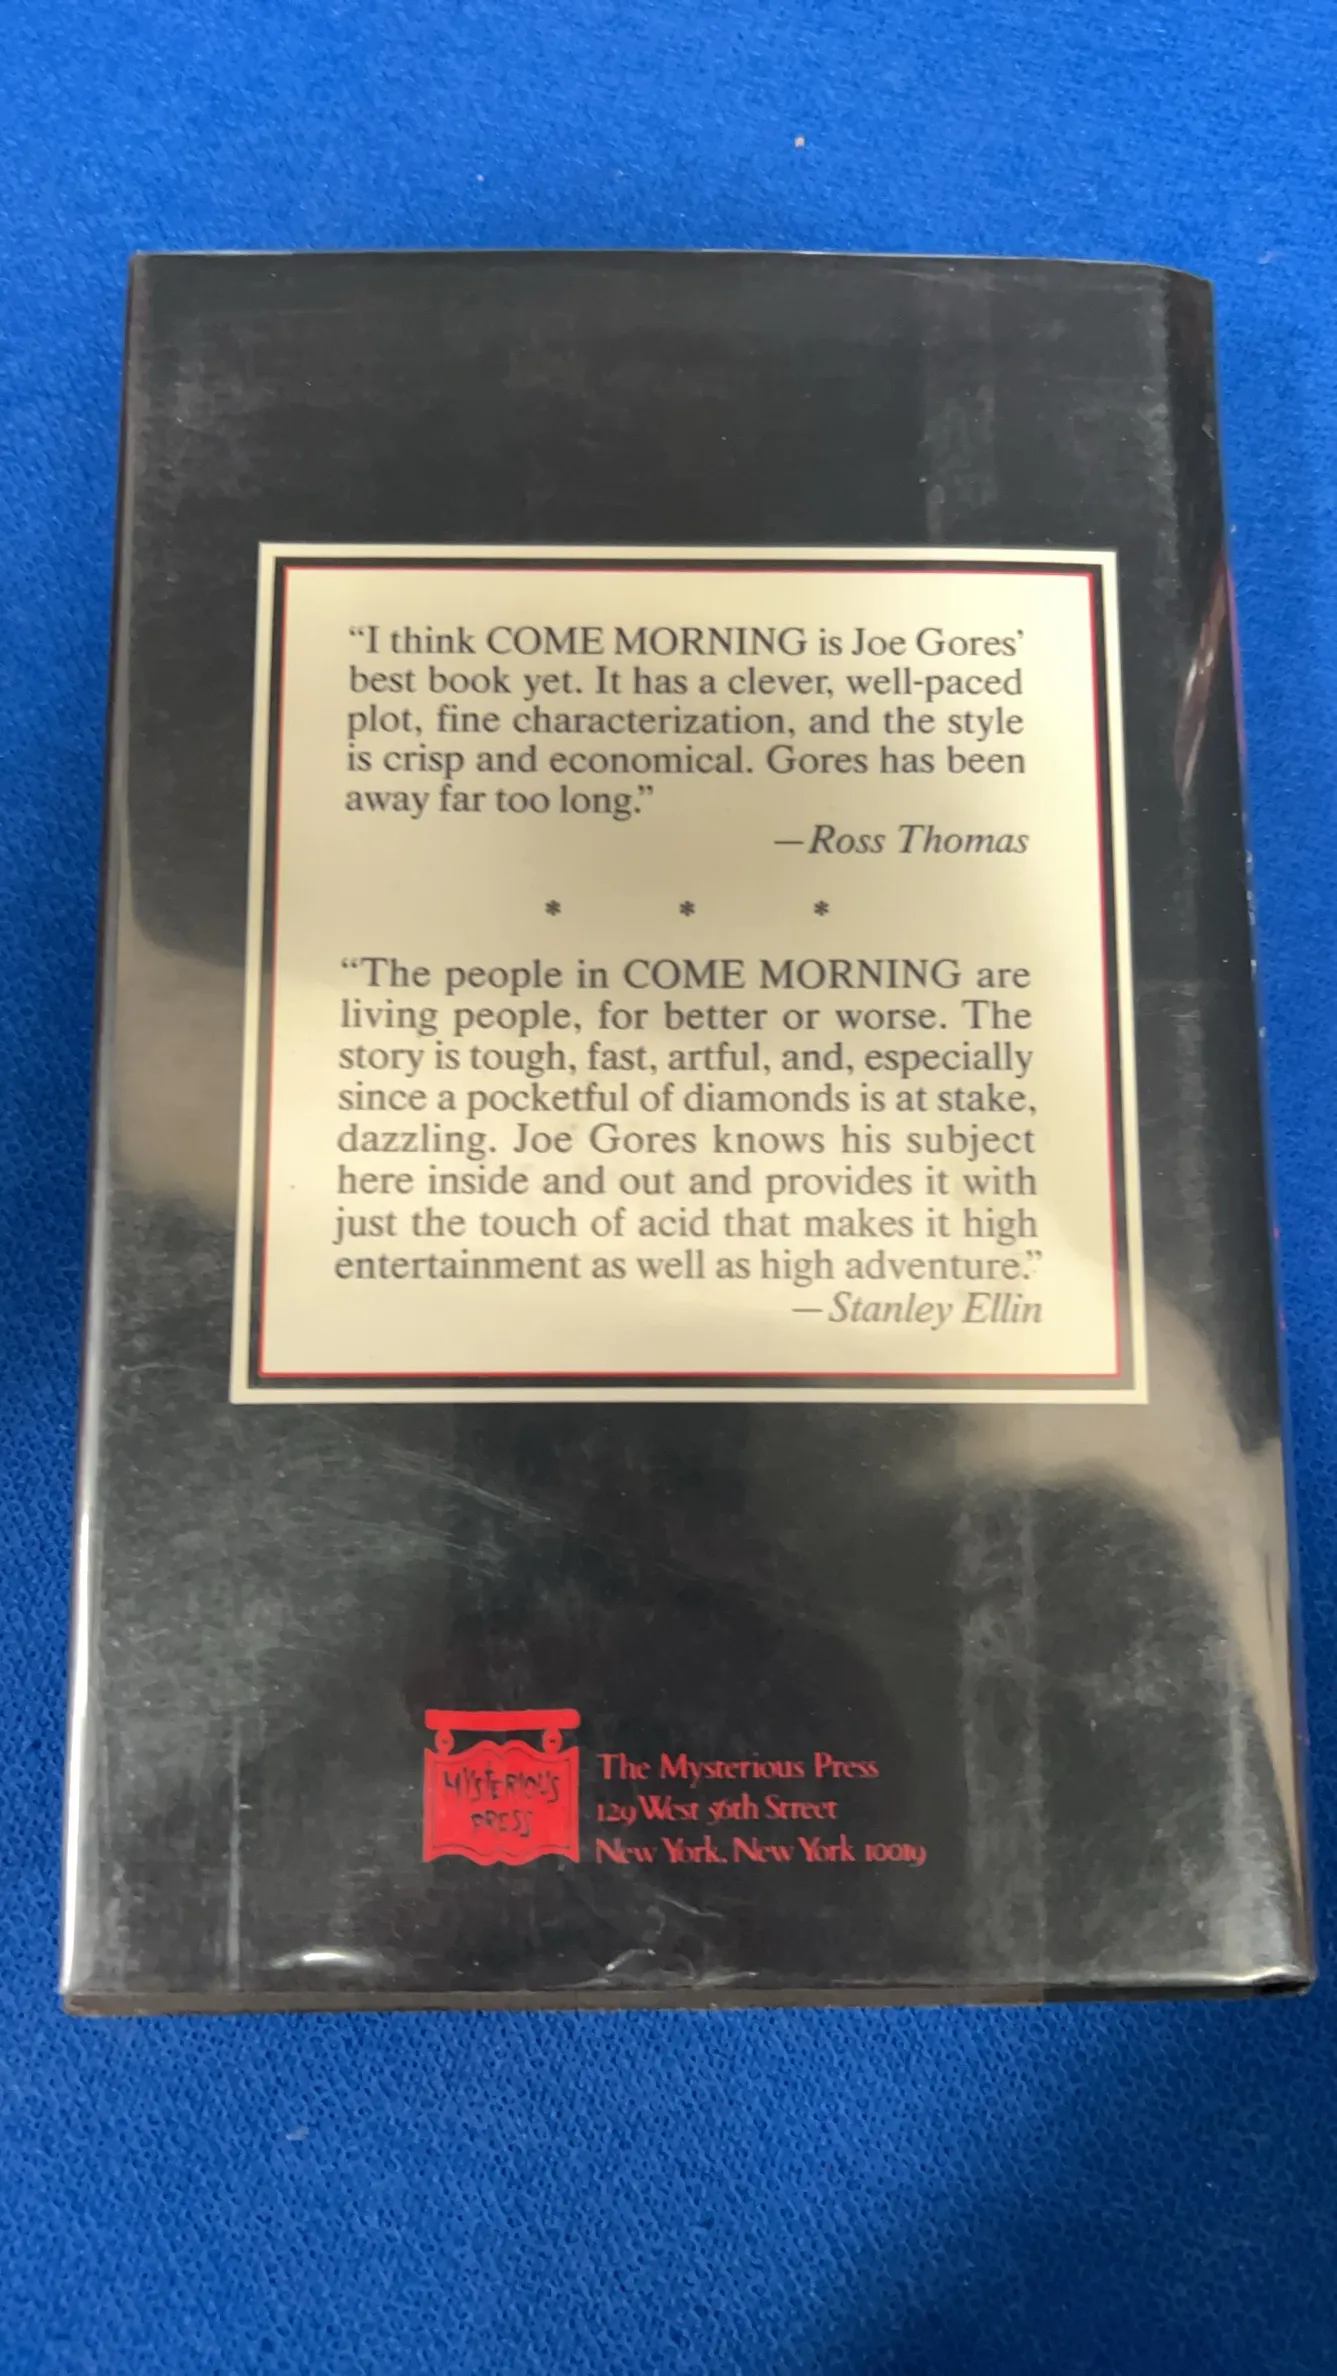 “I think COME MORNING is Joe Gores’
best book yet. It has a clever, well-paced
plot, fine characterization, and the style
is crisp and economical. Gores has been
away far too long.”
—Ross Thomas
* * *
“The people in COME MORNING are
living people, for better or worse. The
story is tough, fast, artful, and, especially
since a pocketful of diamonds is at stake,
dazzling. Joe Gores knows his subject
here inside and out and provides it with
just the touch of acid that makes it high
entertainment as well as high adventure.”
—Stanley Ellin
MYSTERIOUS
PRESS
The Mysterious Press
129 West 56th Street
New York, New York 10019